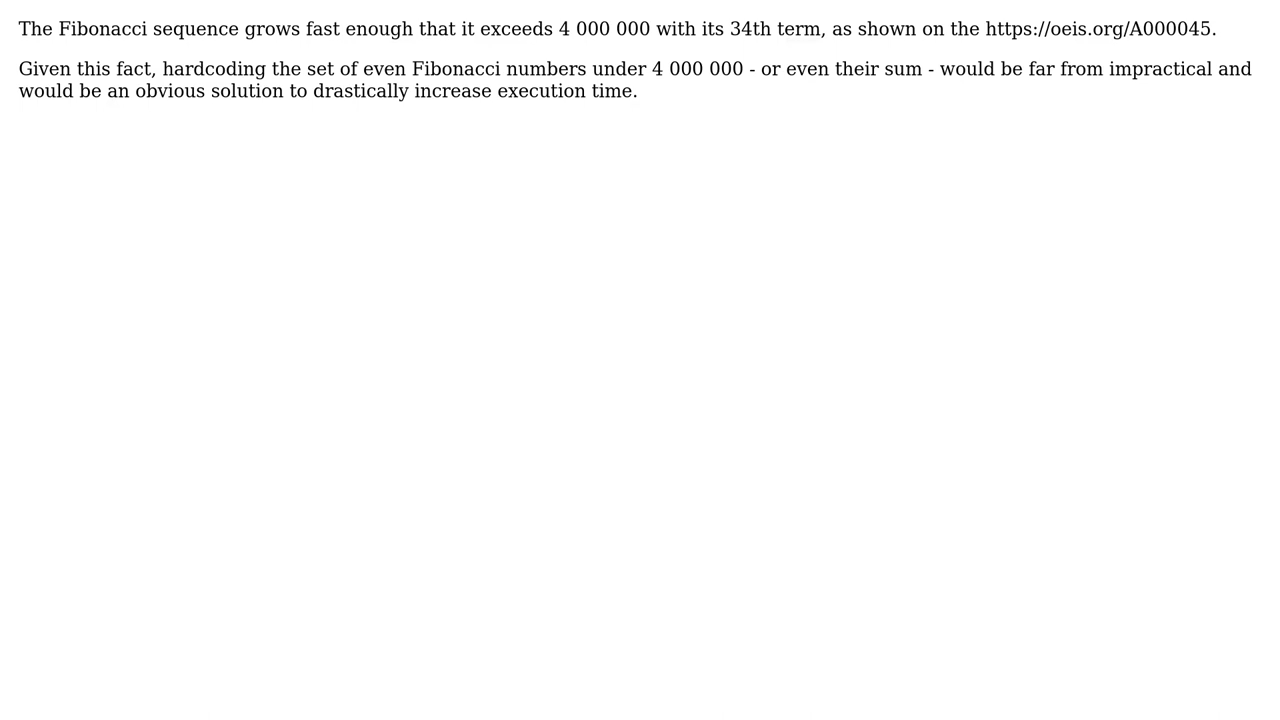 The Fibonacci sequence grows fast enough that it exceeds 4 000 000 with its 34th term, as shown on the https://oeis.org/A000045.
Given this fact, hardcoding the set of even Fibonacci numbers under 4 000 000 - or even their sum - would be far from impractical and
would be an obvious solution to drastically increase execution time.